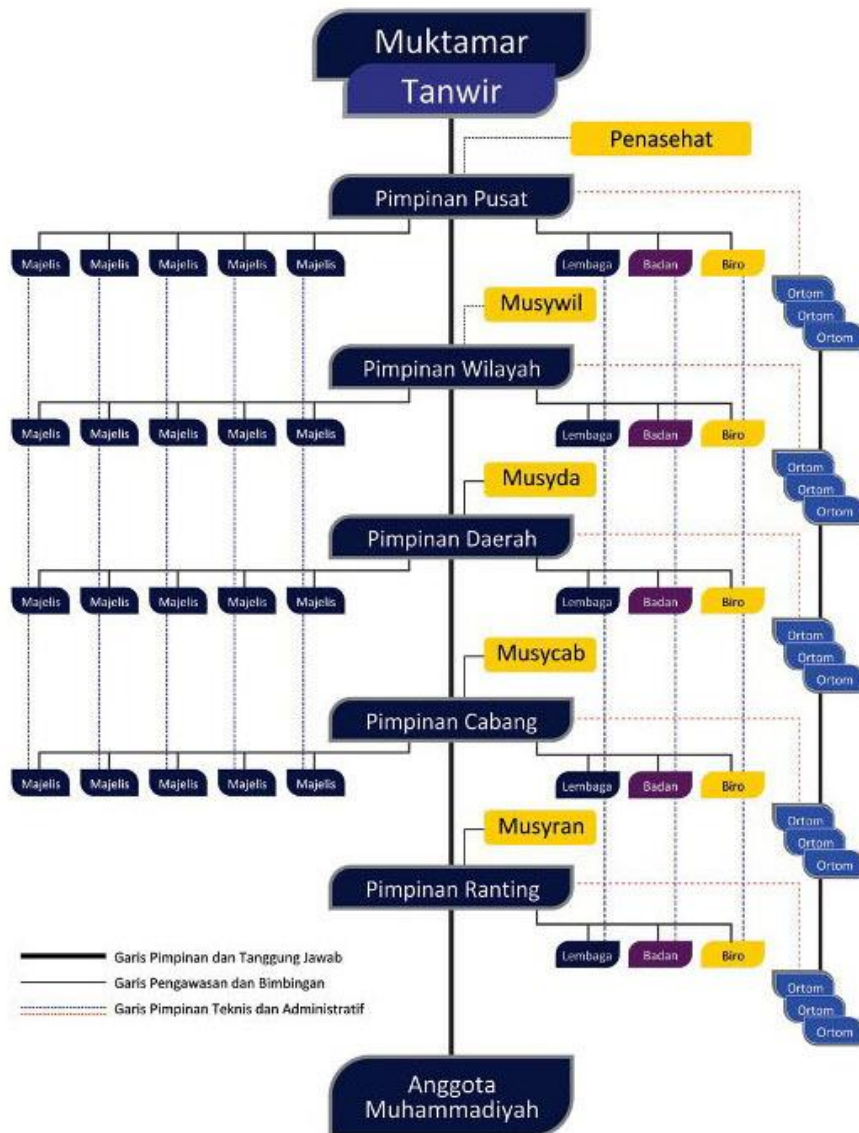 Muktamar
Tanwir
Penasehat
Pimpinan Pusat
Majelis Majelis Majelis Majelis Majelis Lembaga Badan Biro
Ortom
Ortom
Ortom
Musywil
Pimpinan Wilayah
Majelis Majelis Majelis Majelis Majelis Lembaga Badan Biro
Ortom
Ortom
Ortom
Musyda
Pimpinan Daerah
Majelis Majelis Majelis Majelis Majelis Lembaga Badan Biro
Ortom
Ortom
Ortom
Musycab
Pimpinan Cabang
Majelis Majelis Majelis Majelis Majelis Lembaga Badan Biro
Ortom
Ortom
Ortom
Musyran
Pimpinan Ranting
Lembaga Badan Biro
Ortom
Ortom
Ortom
Garis Pimpinan dan Tanggung Jawab
Garis Pengawasan dan Bimbingan
Garis Pimpinan Teknis dan Administratif
Anggota
Muhammadiyah